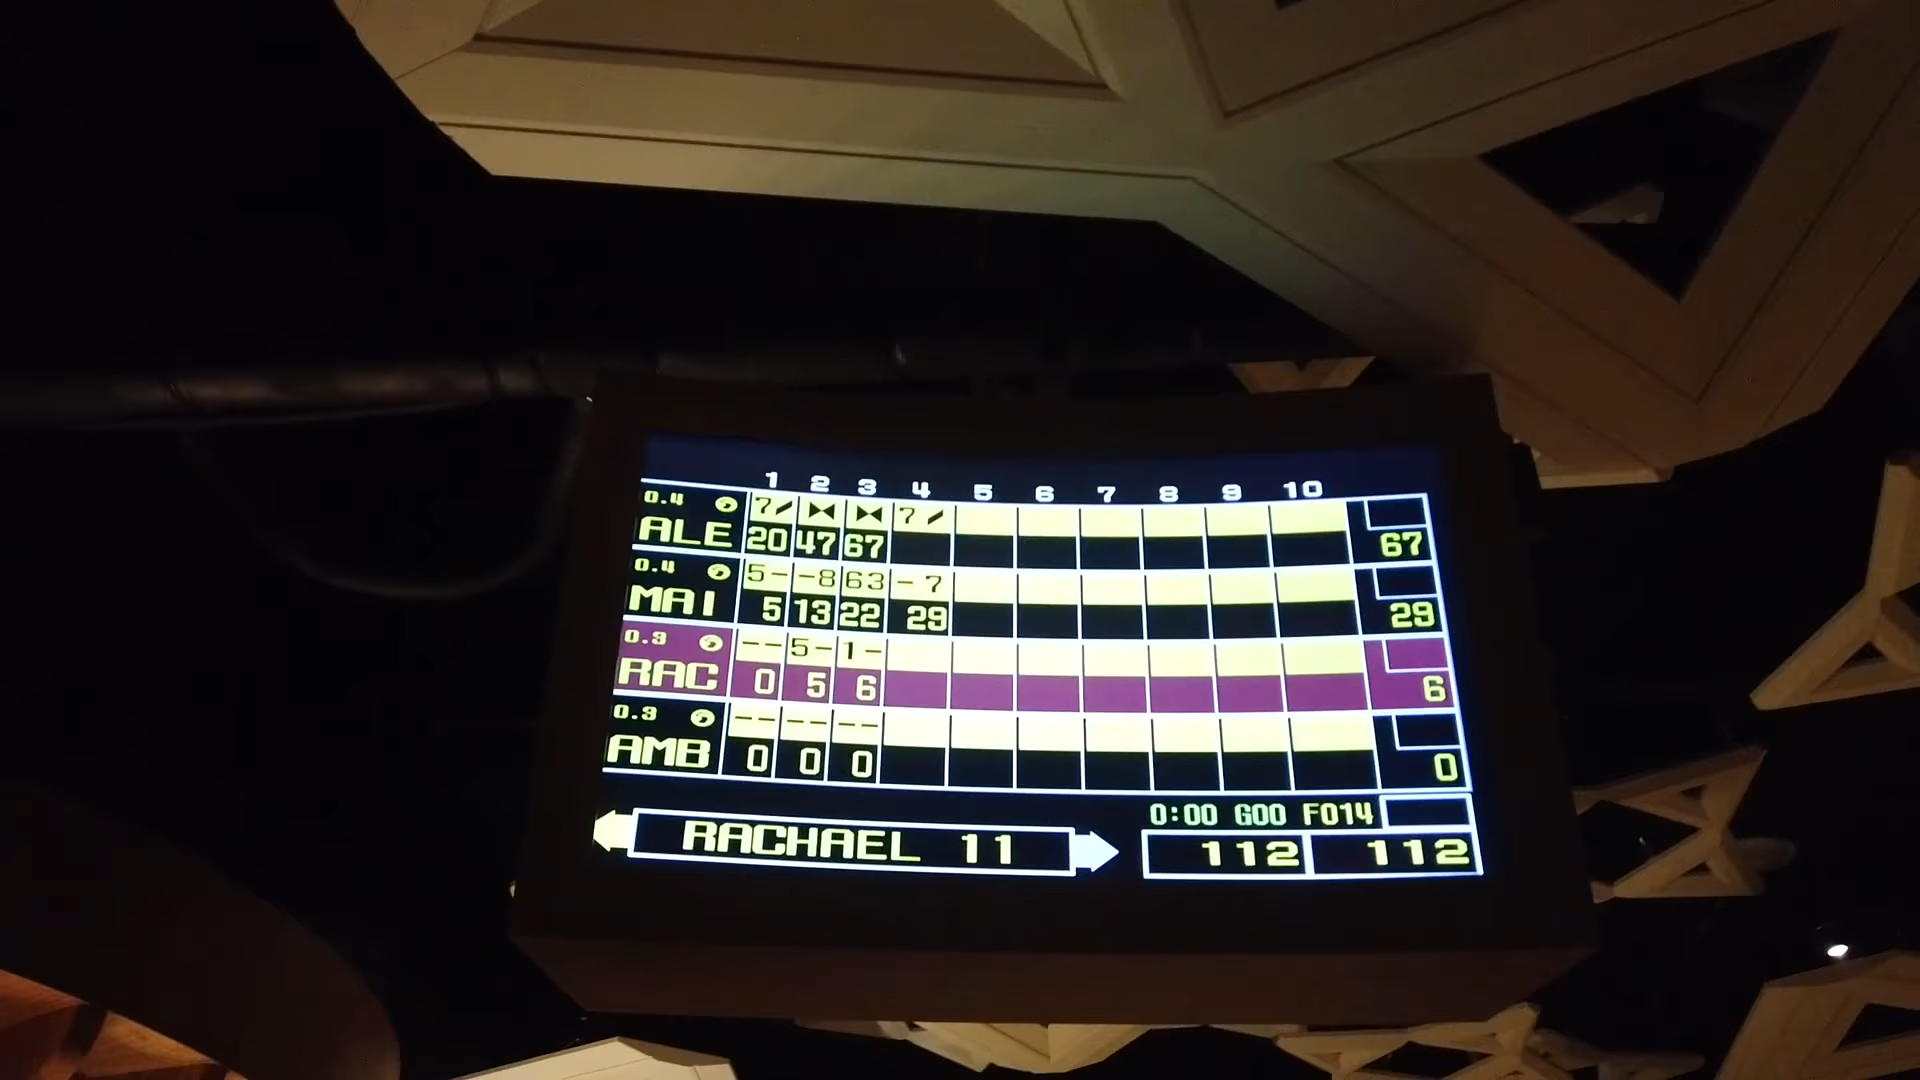 1 2 3 4 5 6 7 8 9 10
0.4 7/ ⧓ ⧓ 7/
ALE 20 47 67 67
0.4 5- -8 63 -7
MAI 5 13 22 29 29
0.3 -- 5- 1-
RAC 0 5 6 6
0.3 -- -- --
AMB 0 0 0 0
0:00 G00 F014
RACHAEL 11 112 112